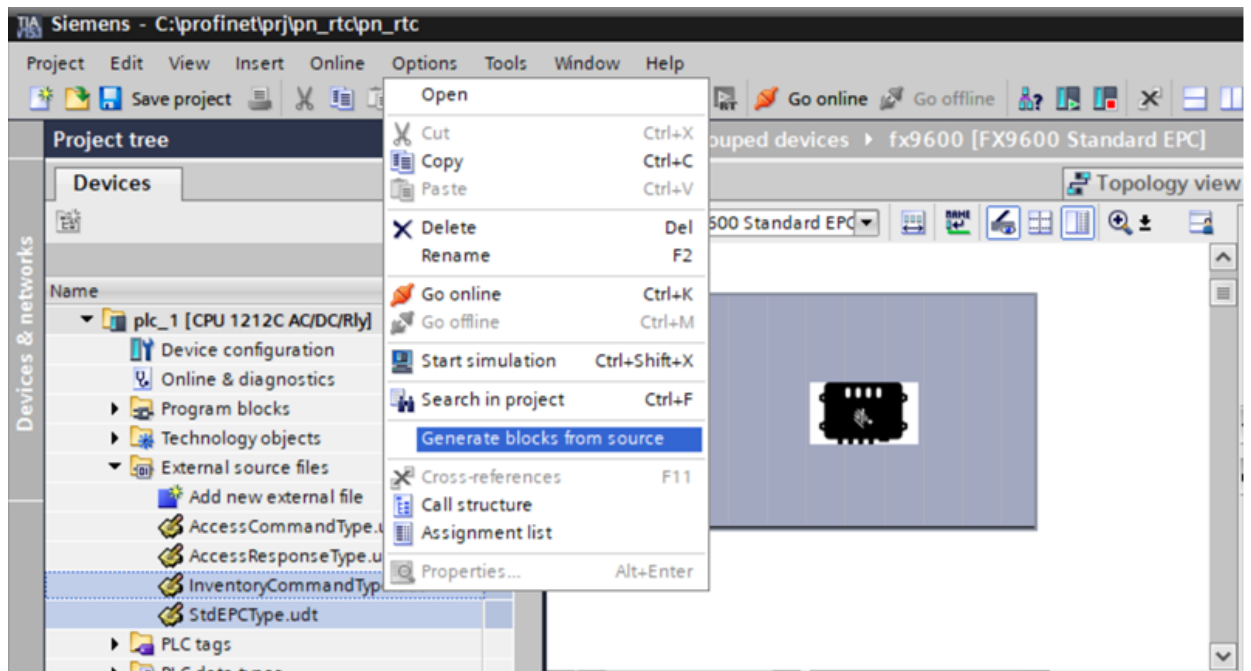 Siemens - C:\profinet\prj\pn_rtc\pn_rtc
Project Edit View Insert Online Options Tools Window Help
Save project
Go online Go offline
Project tree
ouped devices fx9600 [FX9600 Standard EPC]
Devices
Topology view
600 Standard EPC
Devices & networks
Name
plc_1 [CPU 1212C AC/DC/Rly]
Device configuration
Online & diagnostics
Program blocks
Technology objects
External source files
Add new external file
AccessCommandType.u
AccessResponseType.u
InventoryCommandTyp
StdEPCType.udt
PLC tags
PLC data types
Open
Cut Ctrl+X
Copy Ctrl+C
Paste Ctrl+V
Delete Del
Rename F2
Go online Ctrl+K
Go offline Ctrl+M
Start simulation Ctrl+Shift+X
Search in project Ctrl+F
Generate blocks from source
Cross-references F11
Call structure
Assignment list
Properties... Alt+Enter